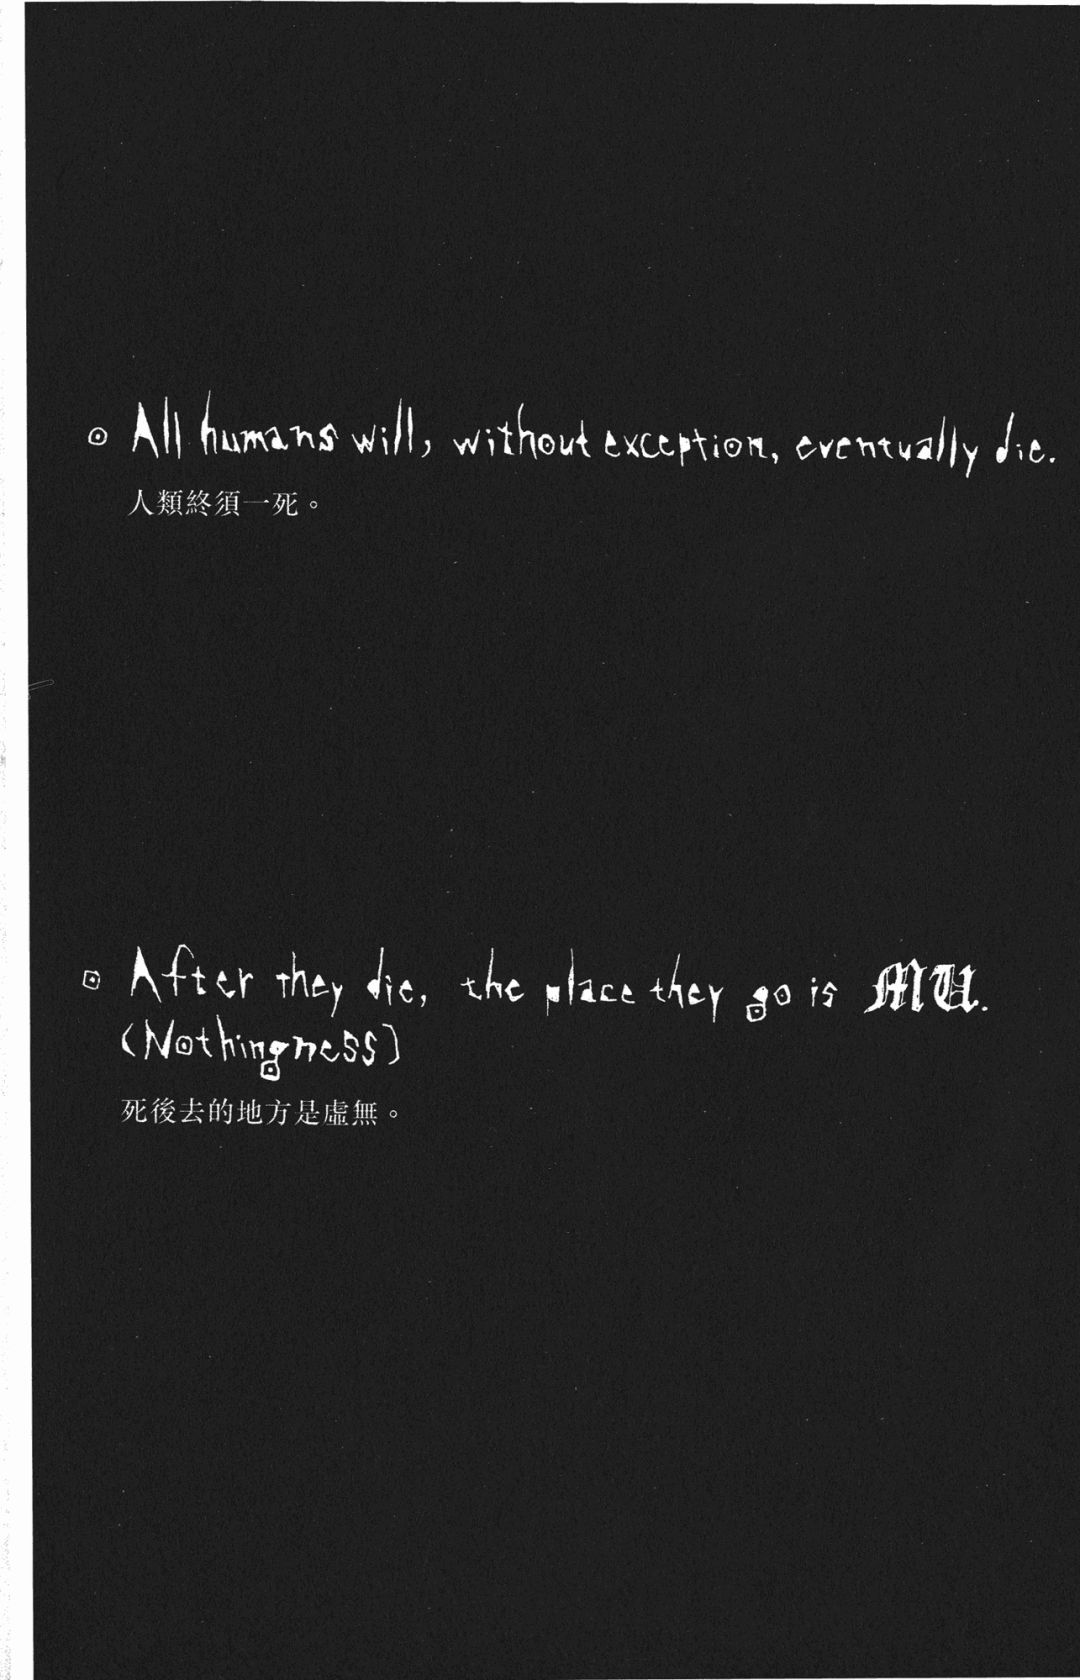 All humans will, without exception, eventually die.
人類終須一死。
After they die, the place they go is MU.
(Nothingness)
死後去的地方是虛無。